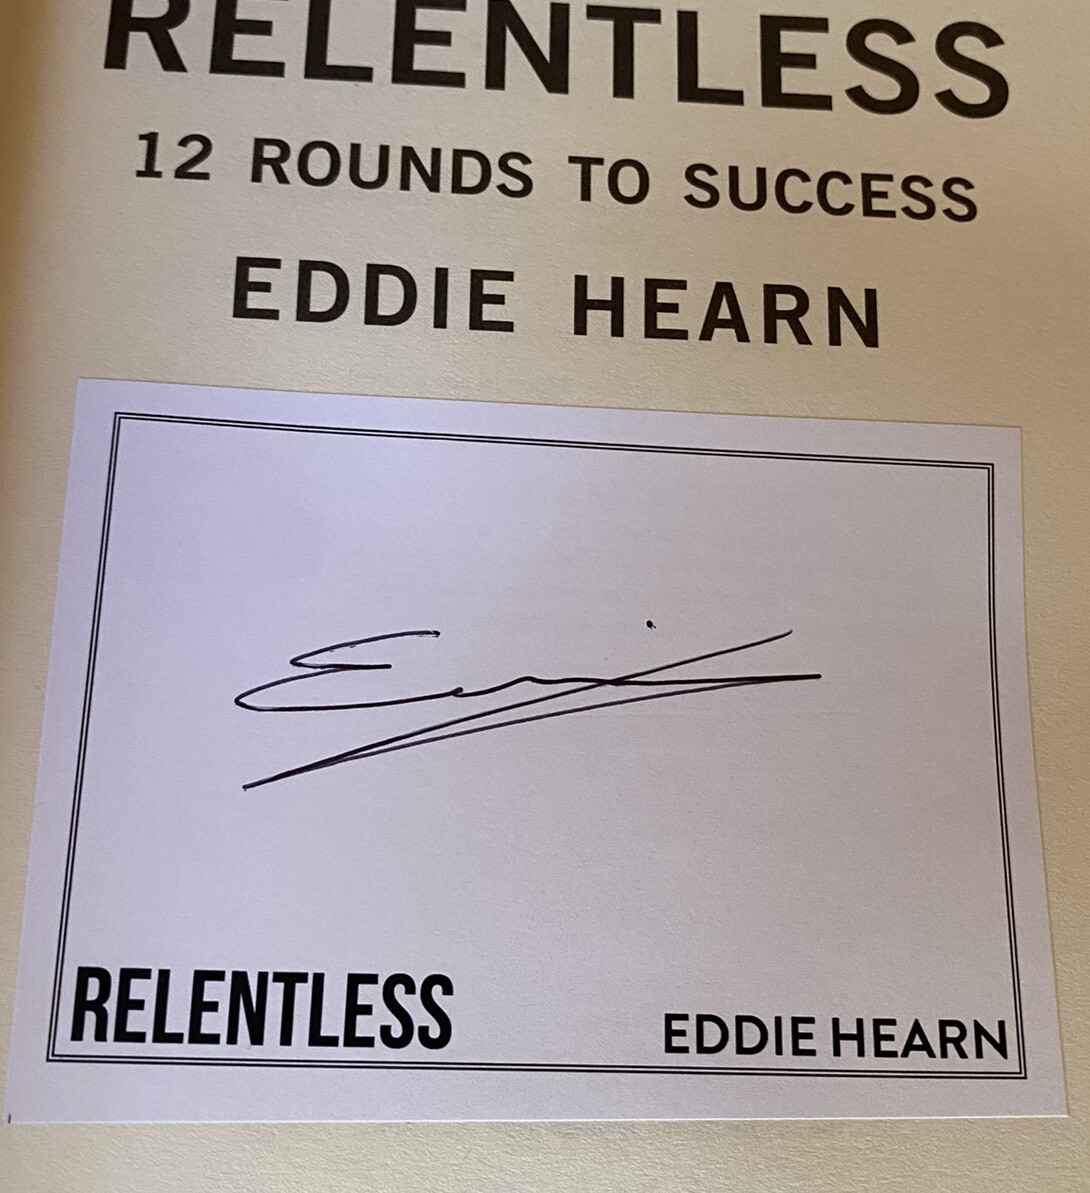 RELENTLESS
12 ROUNDS TO SUCCESS
EDDIE HEARN
RELENTLESS
EDDIE HEARN